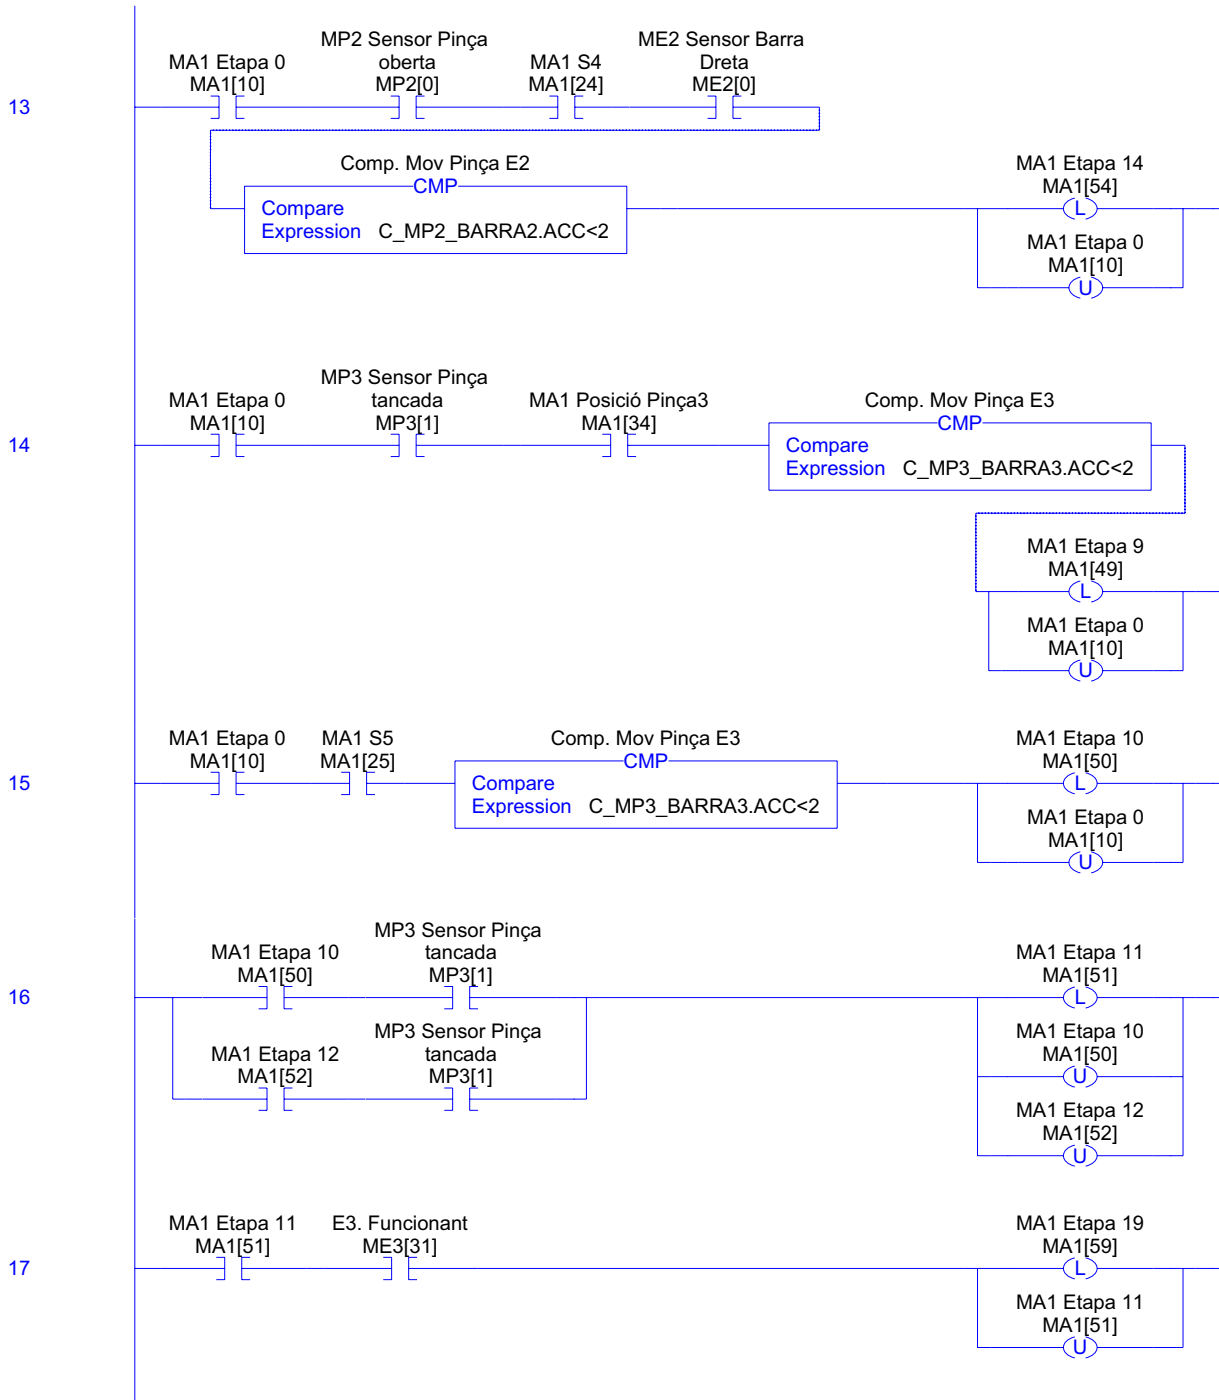 MP2 Sensor Pinça
ME2 Sensor Barra
MA1 Etapa 0
oberta
MA1 S4
Dreta
MA1[10]
MP2[0]
MA1[24]
ME2[0]
13
Comp. Mov Pinça E2
MA1 Etapa 14
CMP
MA1[54]
Compare
L
Expression C_MP2_BARRA2.ACC<2
MA1 Etapa 0
MA1[10]
U
MP3 Sensor Pinça
MA1 Etapa 0
tancada
MA1 Posició Pinça3
Comp. Mov Pinça E3
MA1[10]
MP3[1]
MA1[34]
CMP
14
Compare
Expression C_MP3_BARRA3.ACC<2
MA1 Etapa 9
MA1[49]
L
MA1 Etapa 0
MA1[10]
U
MA1 Etapa 0
MA1 S5
Comp. Mov Pinça E3
MA1 Etapa 10
MA1[10]
MA1[25]
CMP
MA1[50]
15
Compare
L
Expression C_MP3_BARRA3.ACC<2
MA1 Etapa 0
MA1[10]
U
MP3 Sensor Pinça
MA1 Etapa 10
tancada
MA1 Etapa 11
MA1[50]
MP3[1]
MA1[51]
16
L
MP3 Sensor Pinça
MA1 Etapa 10
MA1 Etapa 12
tancada
MA1[50]
MA1[52]
MP3[1]
U
MA1 Etapa 12
MA1[52]
U
MA1 Etapa 11
E3. Funcionant
MA1 Etapa 19
MA1[51]
ME3[31]
MA1[59]
17
L
MA1 Etapa 11
MA1[51]
U